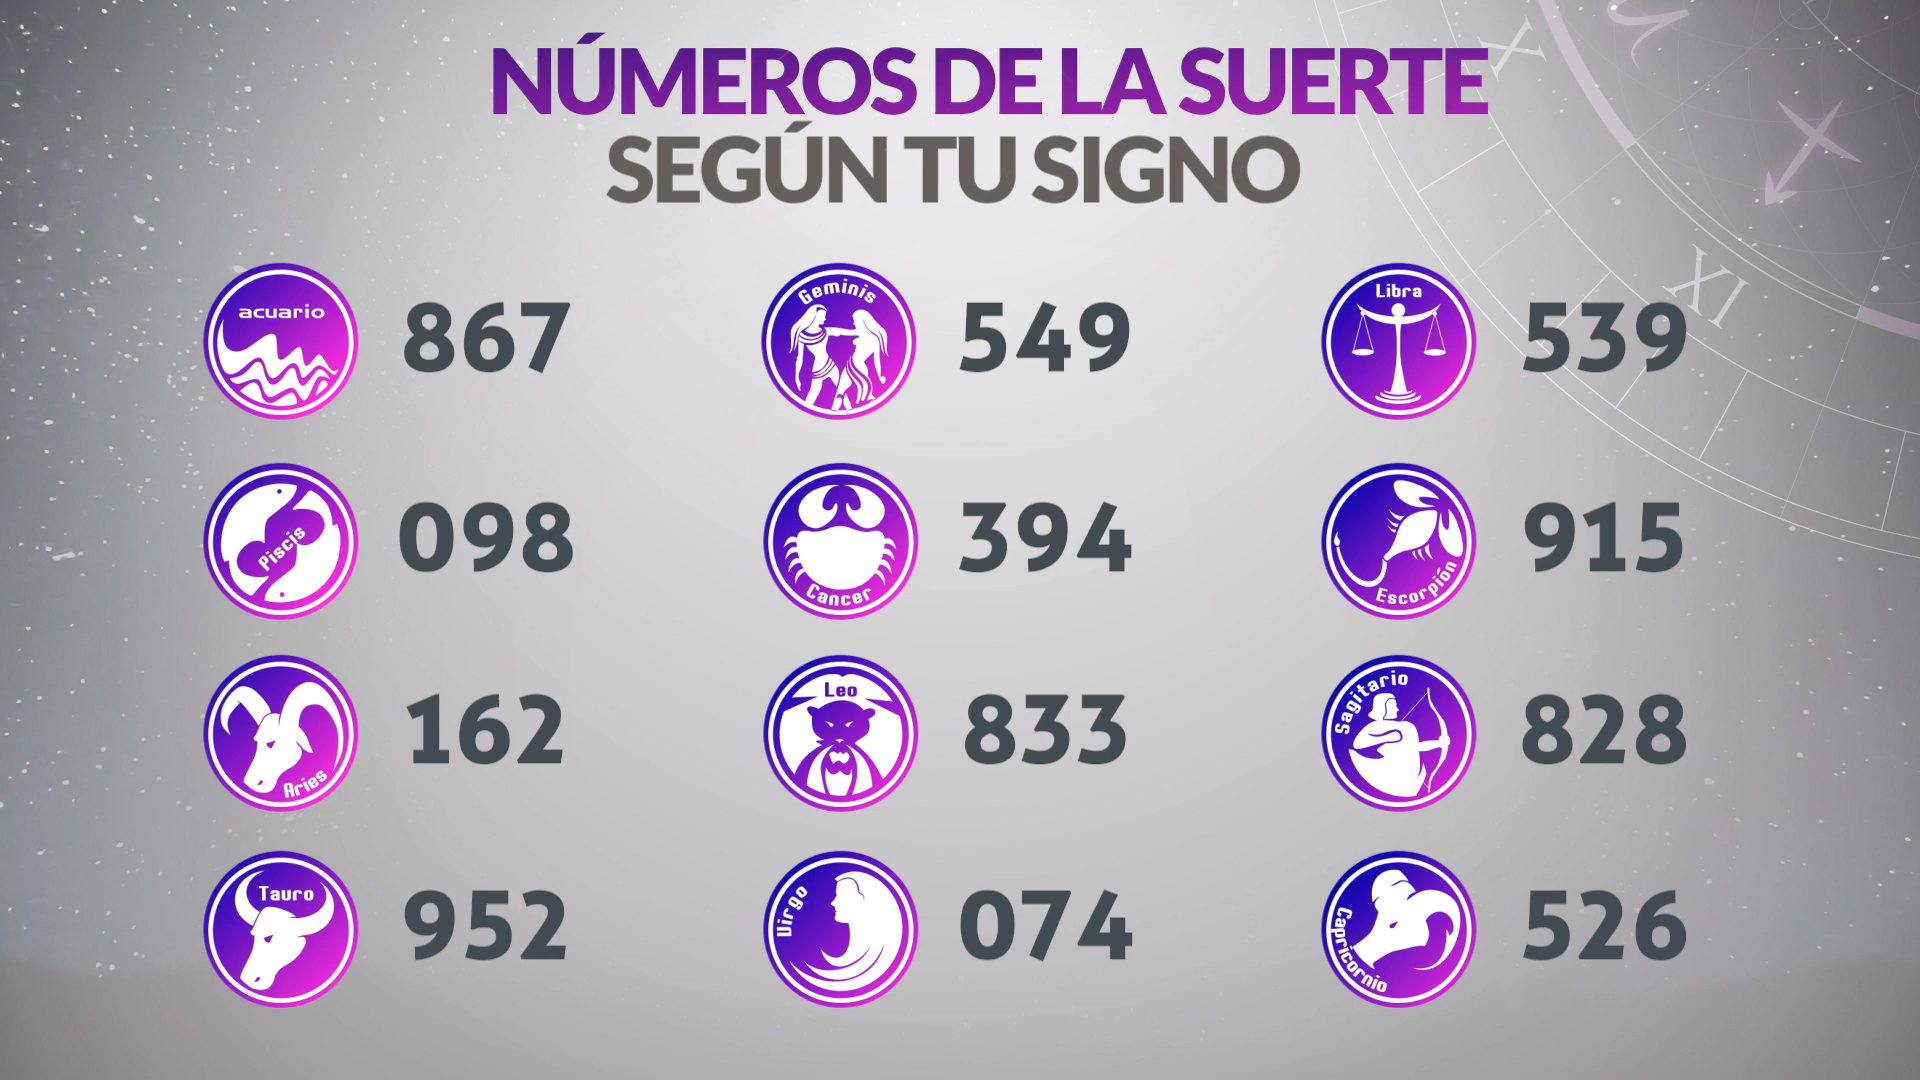 NÚMEROS DE LA SUERTE
SEGÚN TU SIGNO
acuario 867
Geminis 549
Libra 539
Piscis 098
Cancer 394
Escorpión 915
Aries 162
Leo 833
Sagitario 828
Tauro 952
Virgo 074
Capricornio 526
X
XI